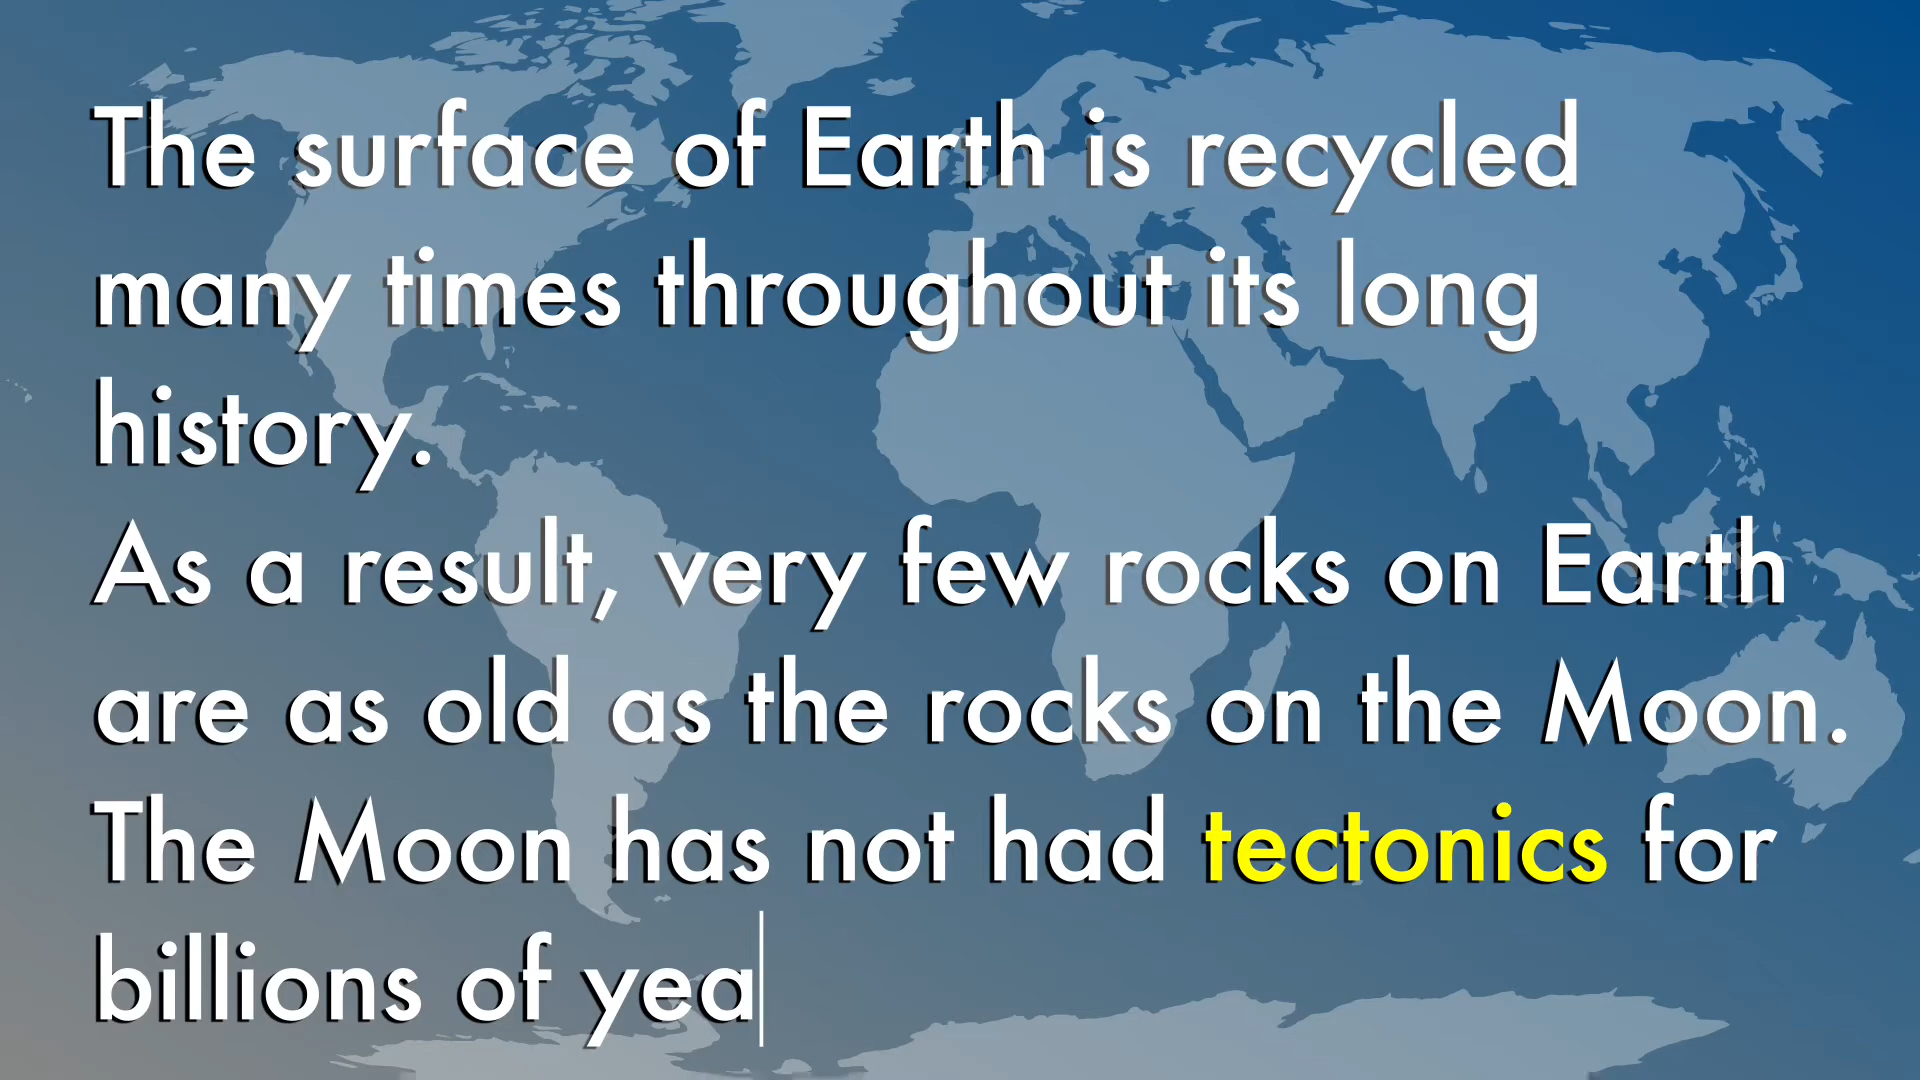 The surface of Earth is recycled
many times throughout its long
history.
As a result, very few rocks on Earth
are as old as the rocks on the Moon.
The Moon has not had tectonics for
billions of yea